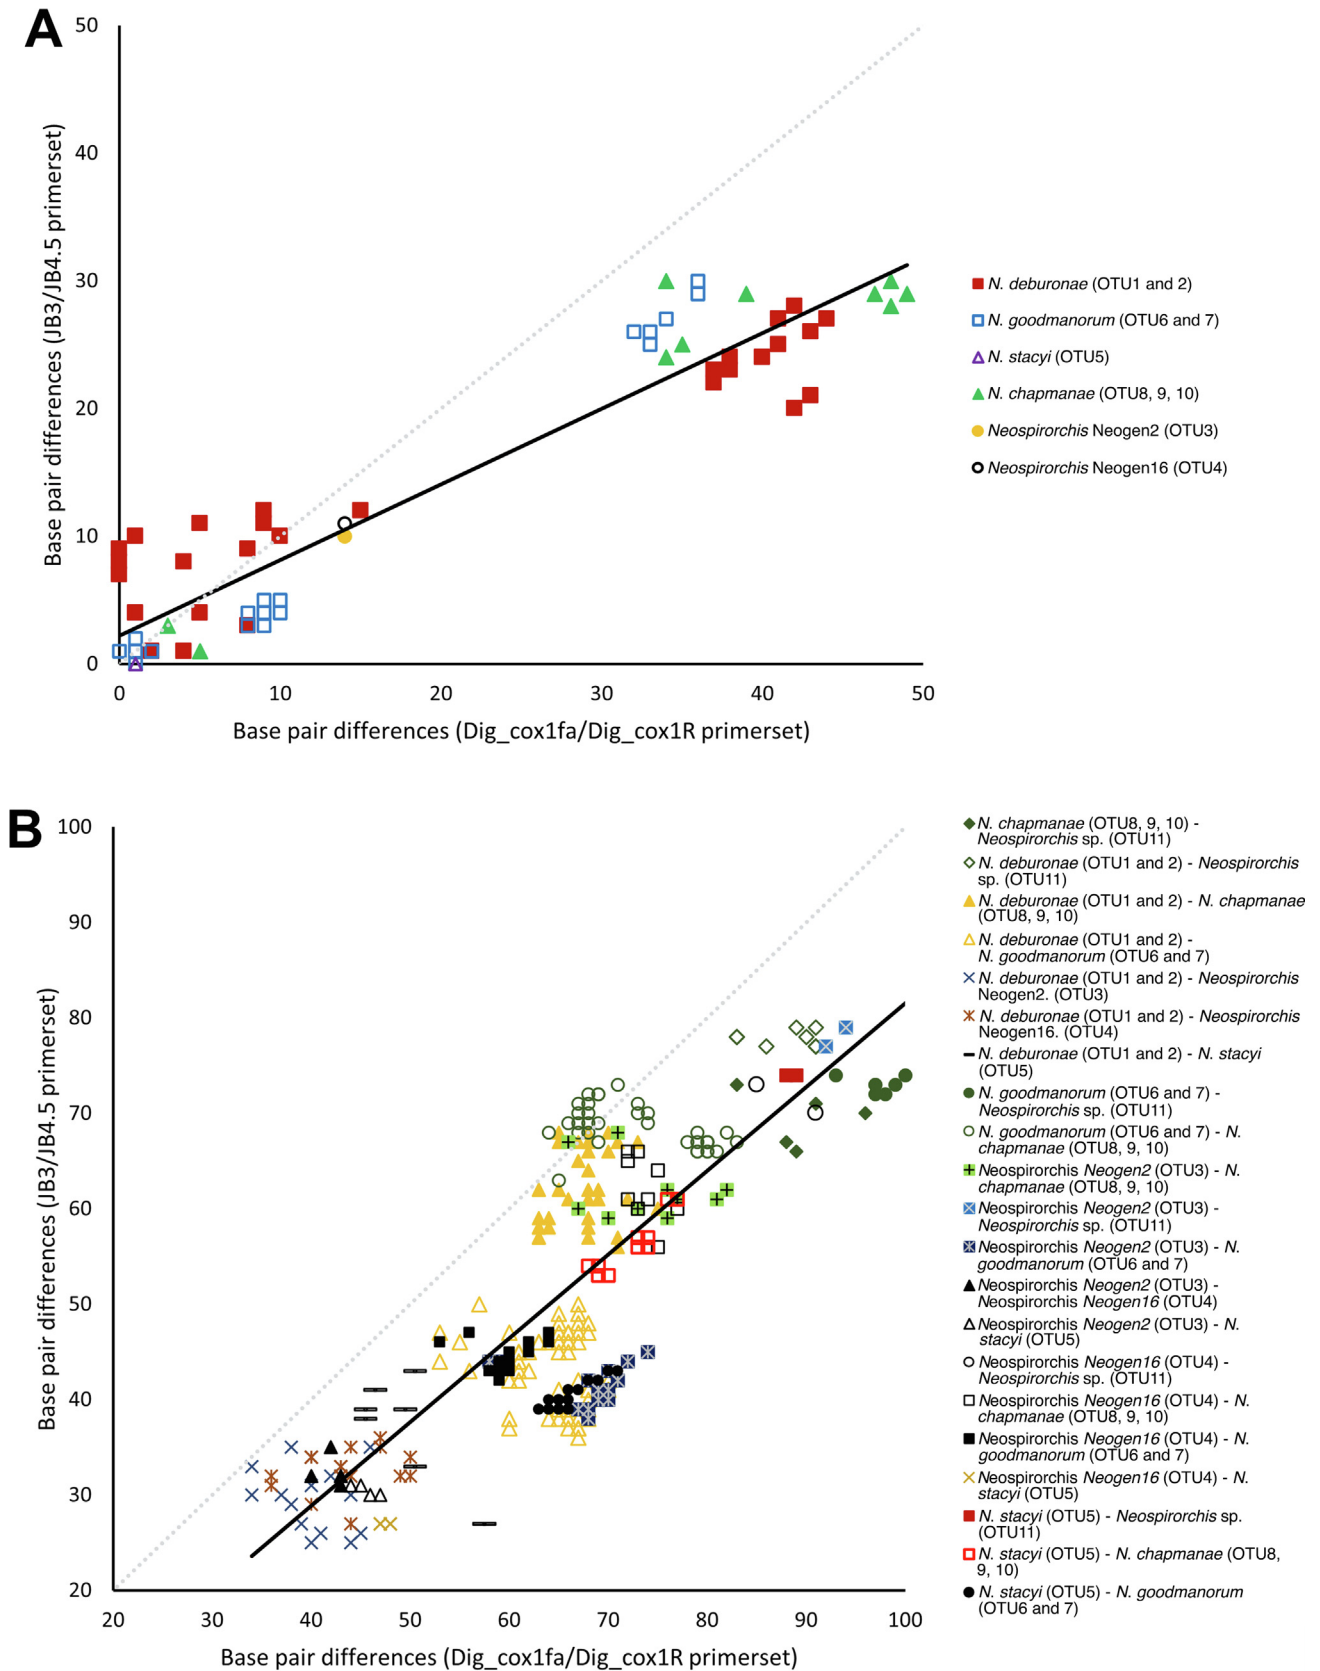 A
50
40
30
20
10
0
Base pair differences (JB3/JB4.5 primerset)
0 10 20 30 40 50
Base pair differences (Dig_cox1fa/Dig_cox1R primerset)
N. deburonae (OTU1 and 2)
N. goodmanorum (OTU6 and 7)
N. stacyi (OTU5)
N. chapmanae (OTU8, 9, 10)
Neospirorchis Neogen2 (OTU3)
Neospirorchis Neogen16 (OTU4)
B
100
90
80
70
60
50
40
30
20
Base pair differences (JB3/JB4.5 primerset)
20 30 40 50 60 70 80 90 100
Base pair differences (Dig_cox1fa/Dig_cox1R primerset)
N. chapmanae (OTU8, 9, 10) -
Neospirorchis sp. (OTU11)
N. deburonae (OTU1 and 2) - Neospirorchis
sp. (OTU11)
N. deburonae (OTU1 and 2) - N. chapmanae
(OTU8, 9, 10)
N. deburonae (OTU1 and 2) -
N. goodmanorum (OTU6 and 7)
N. deburonae (OTU1 and 2) - Neospirorchis
Neogen2. (OTU3)
N. deburonae (OTU1 and 2) - Neospirorchis
Neogen16. (OTU4)
N. deburonae (OTU1 and 2) - N. stacyi
(OTU5)
N. goodmanorum (OTU6 and 7) -
Neospirorchis sp. (OTU11)
N. goodmanorum (OTU6 and 7) - N.
chapmanae (OTU8, 9, 10)
Neospirorchis Neogen2 (OTU3) - N.
chapmanae (OTU8, 9, 10)
Neospirorchis Neogen2 (OTU3) -
Neospirorchis sp. (OTU11)
Neospirorchis Neogen2 (OTU3) - N.
goodmanorum (OTU6 and 7)
Neospirorchis Neogen2 (OTU3) -
Neospirorchis Neogen16 (OTU4)
Neospirorchis Neogen2 (OTU3) - N.
stacyi (OTU5)
Neospirorchis Neogen16 (OTU4) -
Neospirorchis sp. (OTU11)
Neospirorchis Neogen16 (OTU4) - N.
chapmanae (OTU8, 9, 10)
Neospirorchis Neogen16 (OTU4) - N.
goodmanorum (OTU6 and 7)
Neospirorchis Neogen16 (OTU4) - N.
stacyi (OTU5)
N. stacyi (OTU5) - Neospirorchis sp.
(OTU11)
N. stacyi (OTU5) - N. chapmanae (OTU8,
9, 10)
N. stacyi (OTU5) - N. goodmanorum
(OTU6 and 7)